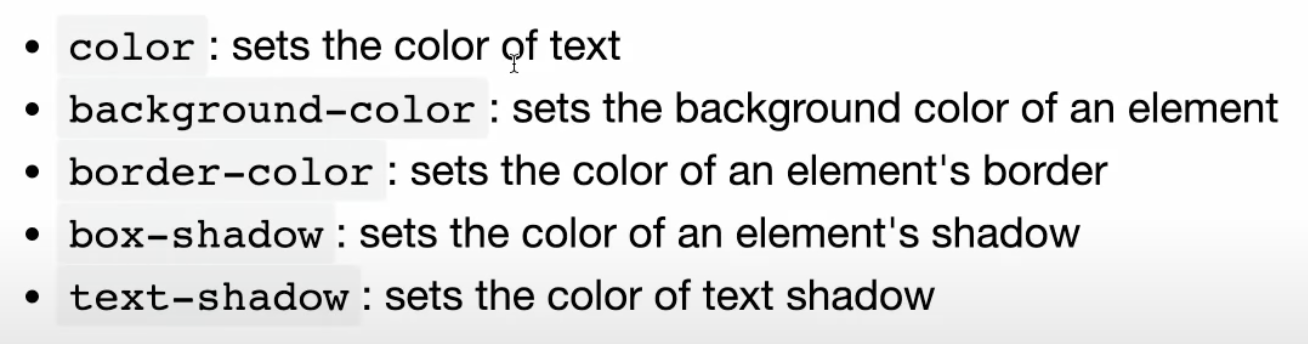 color : sets the color of text
background-color : sets the background color of an element
border-color : sets the color of an element's border
box-shadow : sets the color of an element's shadow
text-shadow : sets the color of text shadow